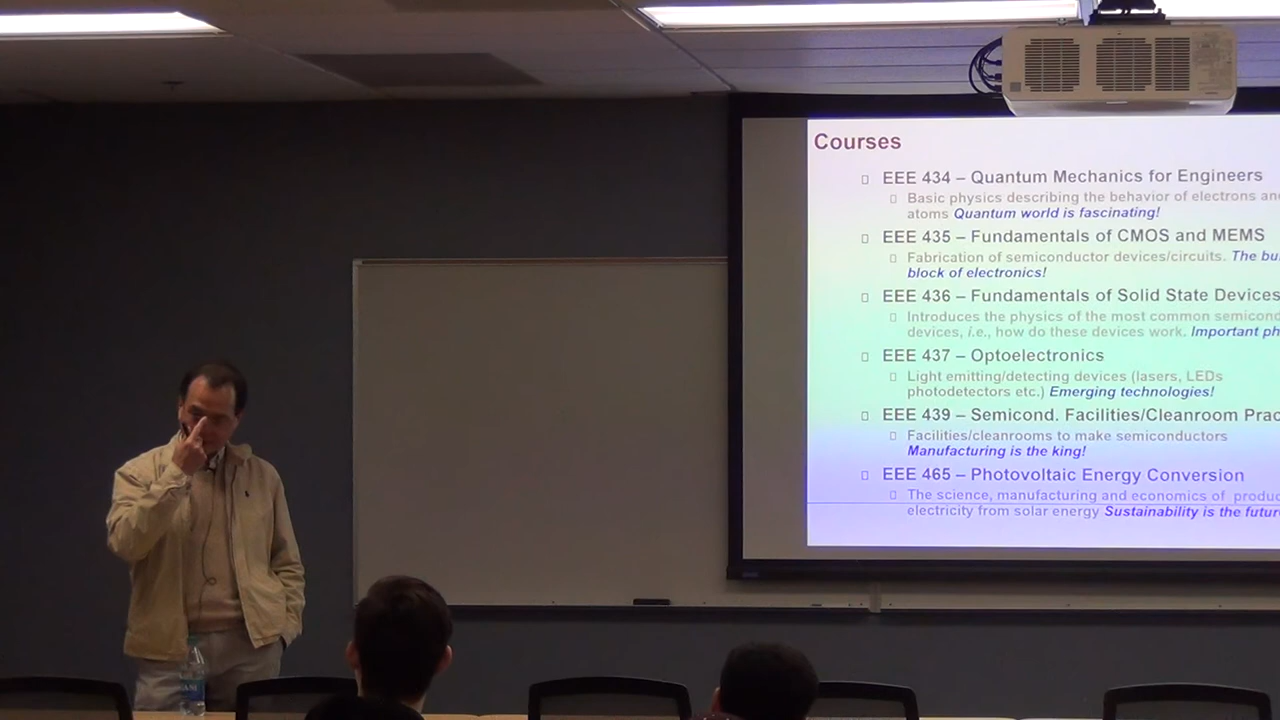 Courses
EEE 434 – Quantum Mechanics for Engineers
Basic physics describing the behavior of electrons
atoms Quantum world is fascinating!
EEE 435 – Fundamentals of CMOS and MEMS
Fabrication of semiconductor devices/circuits. The
block of electronics!
EEE 436 – Fundamentals of Solid State Devices
Introduces the physics of the most common
devices, i.e., how do these devices work. Important
EEE 437 – Optoelectronics
Light emitting/detecting devices (lasers, LEDs
photodetectors etc.) Emerging technologies!
EEE 439 – Semicond. Facilities/Cleanroom
Facilities/cleanrooms to make semiconductors
Manufacturing is the king!
EEE 465 – Photovoltaic Energy Conversion
The science, manufacturing and economics of
electricity from solar energy Sustainability is the